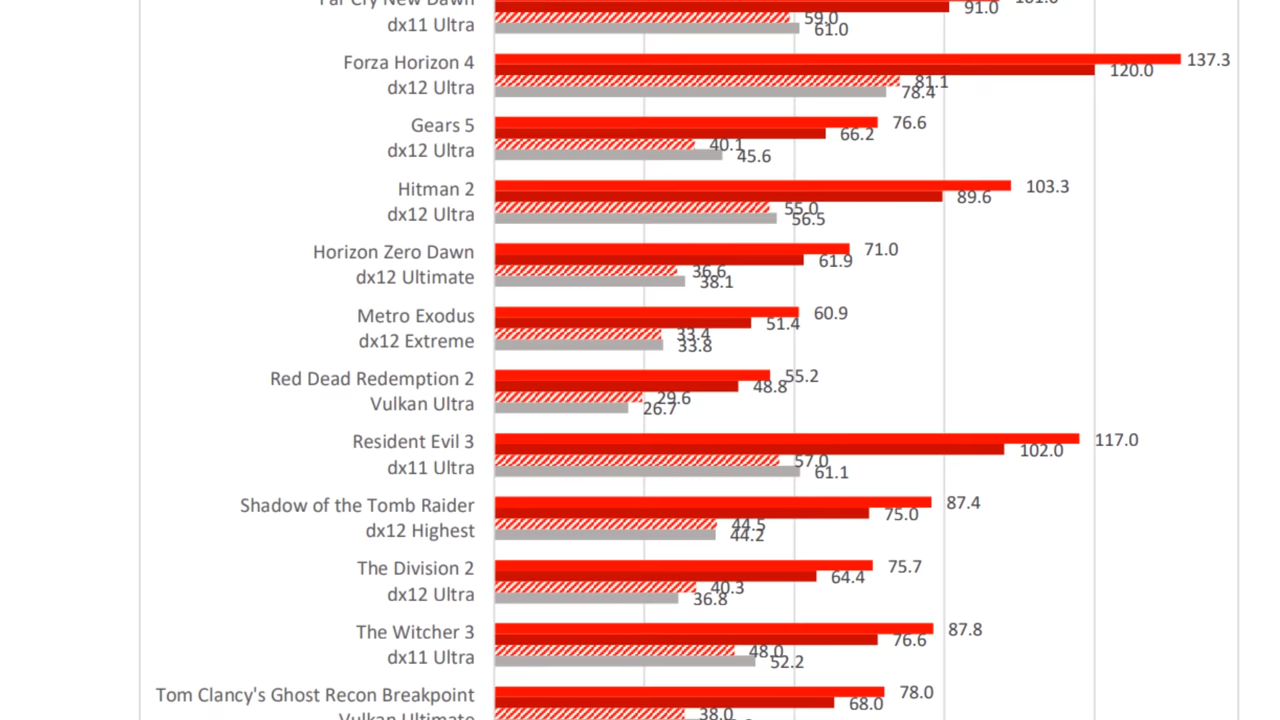 Far Cry New Dawn
91.0
dx11 Ultra
59.0
61.0
Forza Horizon 4
137.3
120.0
dx12 Ultra
81.1
78.4
Gears 5
76.6
66.2
dx12 Ultra
40.1
45.6
Hitman 2
103.3
89.6
dx12 Ultra
55.0
56.5
Horizon Zero Dawn
71.0
61.9
dx12 Ultimate
36.6
38.1
Metro Exodus
60.9
51.4
dx12 Extreme
33.4
33.8
Red Dead Redemption 2
55.2
48.8
Vulkan Ultra
29.6
26.7
Resident Evil 3
117.0
102.0
dx11 Ultra
57.0
61.1
Shadow of the Tomb Raider
87.4
75.0
dx12 Highest
44.5
44.2
The Division 2
75.7
64.4
dx12 Ultra
40.3
36.8
The Witcher 3
87.8
76.6
dx11 Ultra
48.0
52.2
Tom Clancy's Ghost Recon Breakpoint
78.0
68.0
Vulkan Ultimate
38.0